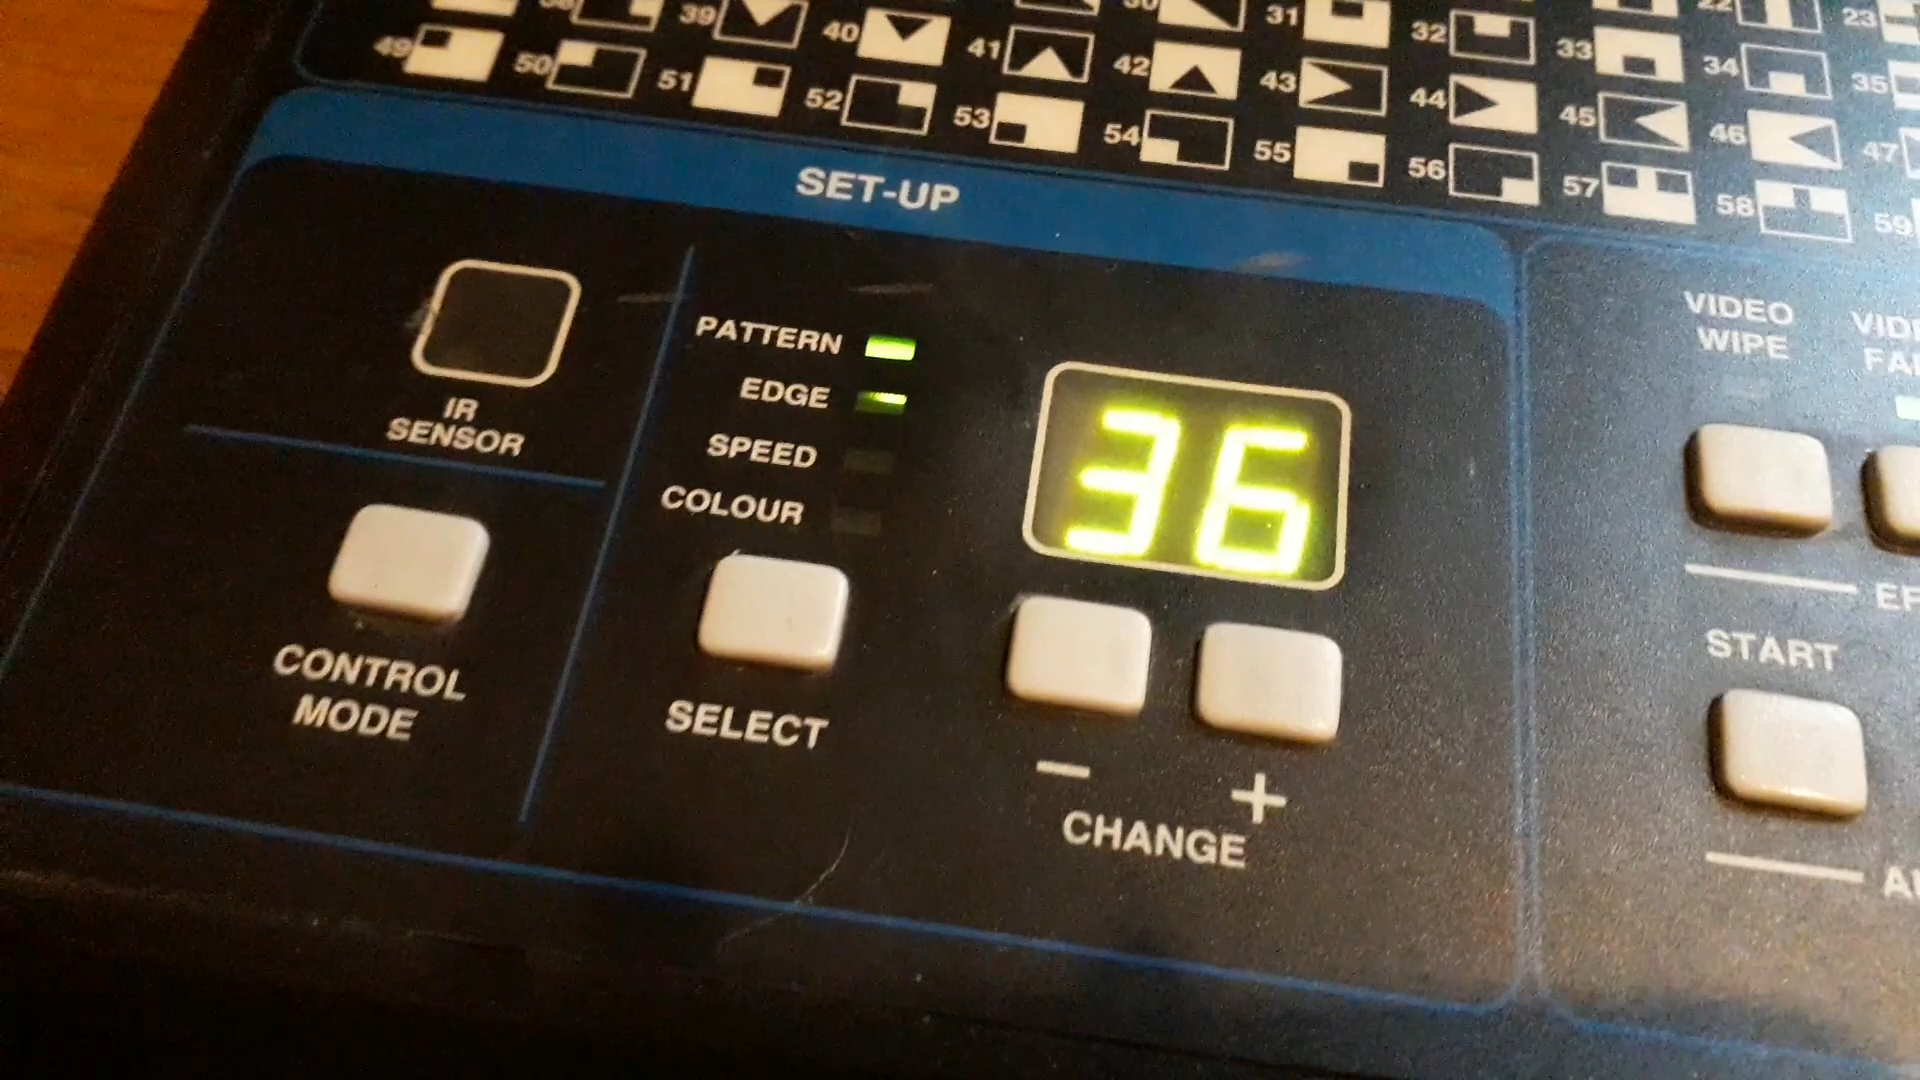 39 40 41 42 43 44 45 46 47
31 32 33 34 35
22 23
49 50 51 52 53 54 55 56 57 58 59
SET-UP
IR
SENSOR
CONTROL
MODE
PATTERN
EDGE
SPEED
COLOUR
SELECT
36
−
+
CHANGE
VIDEO
WIPE
START